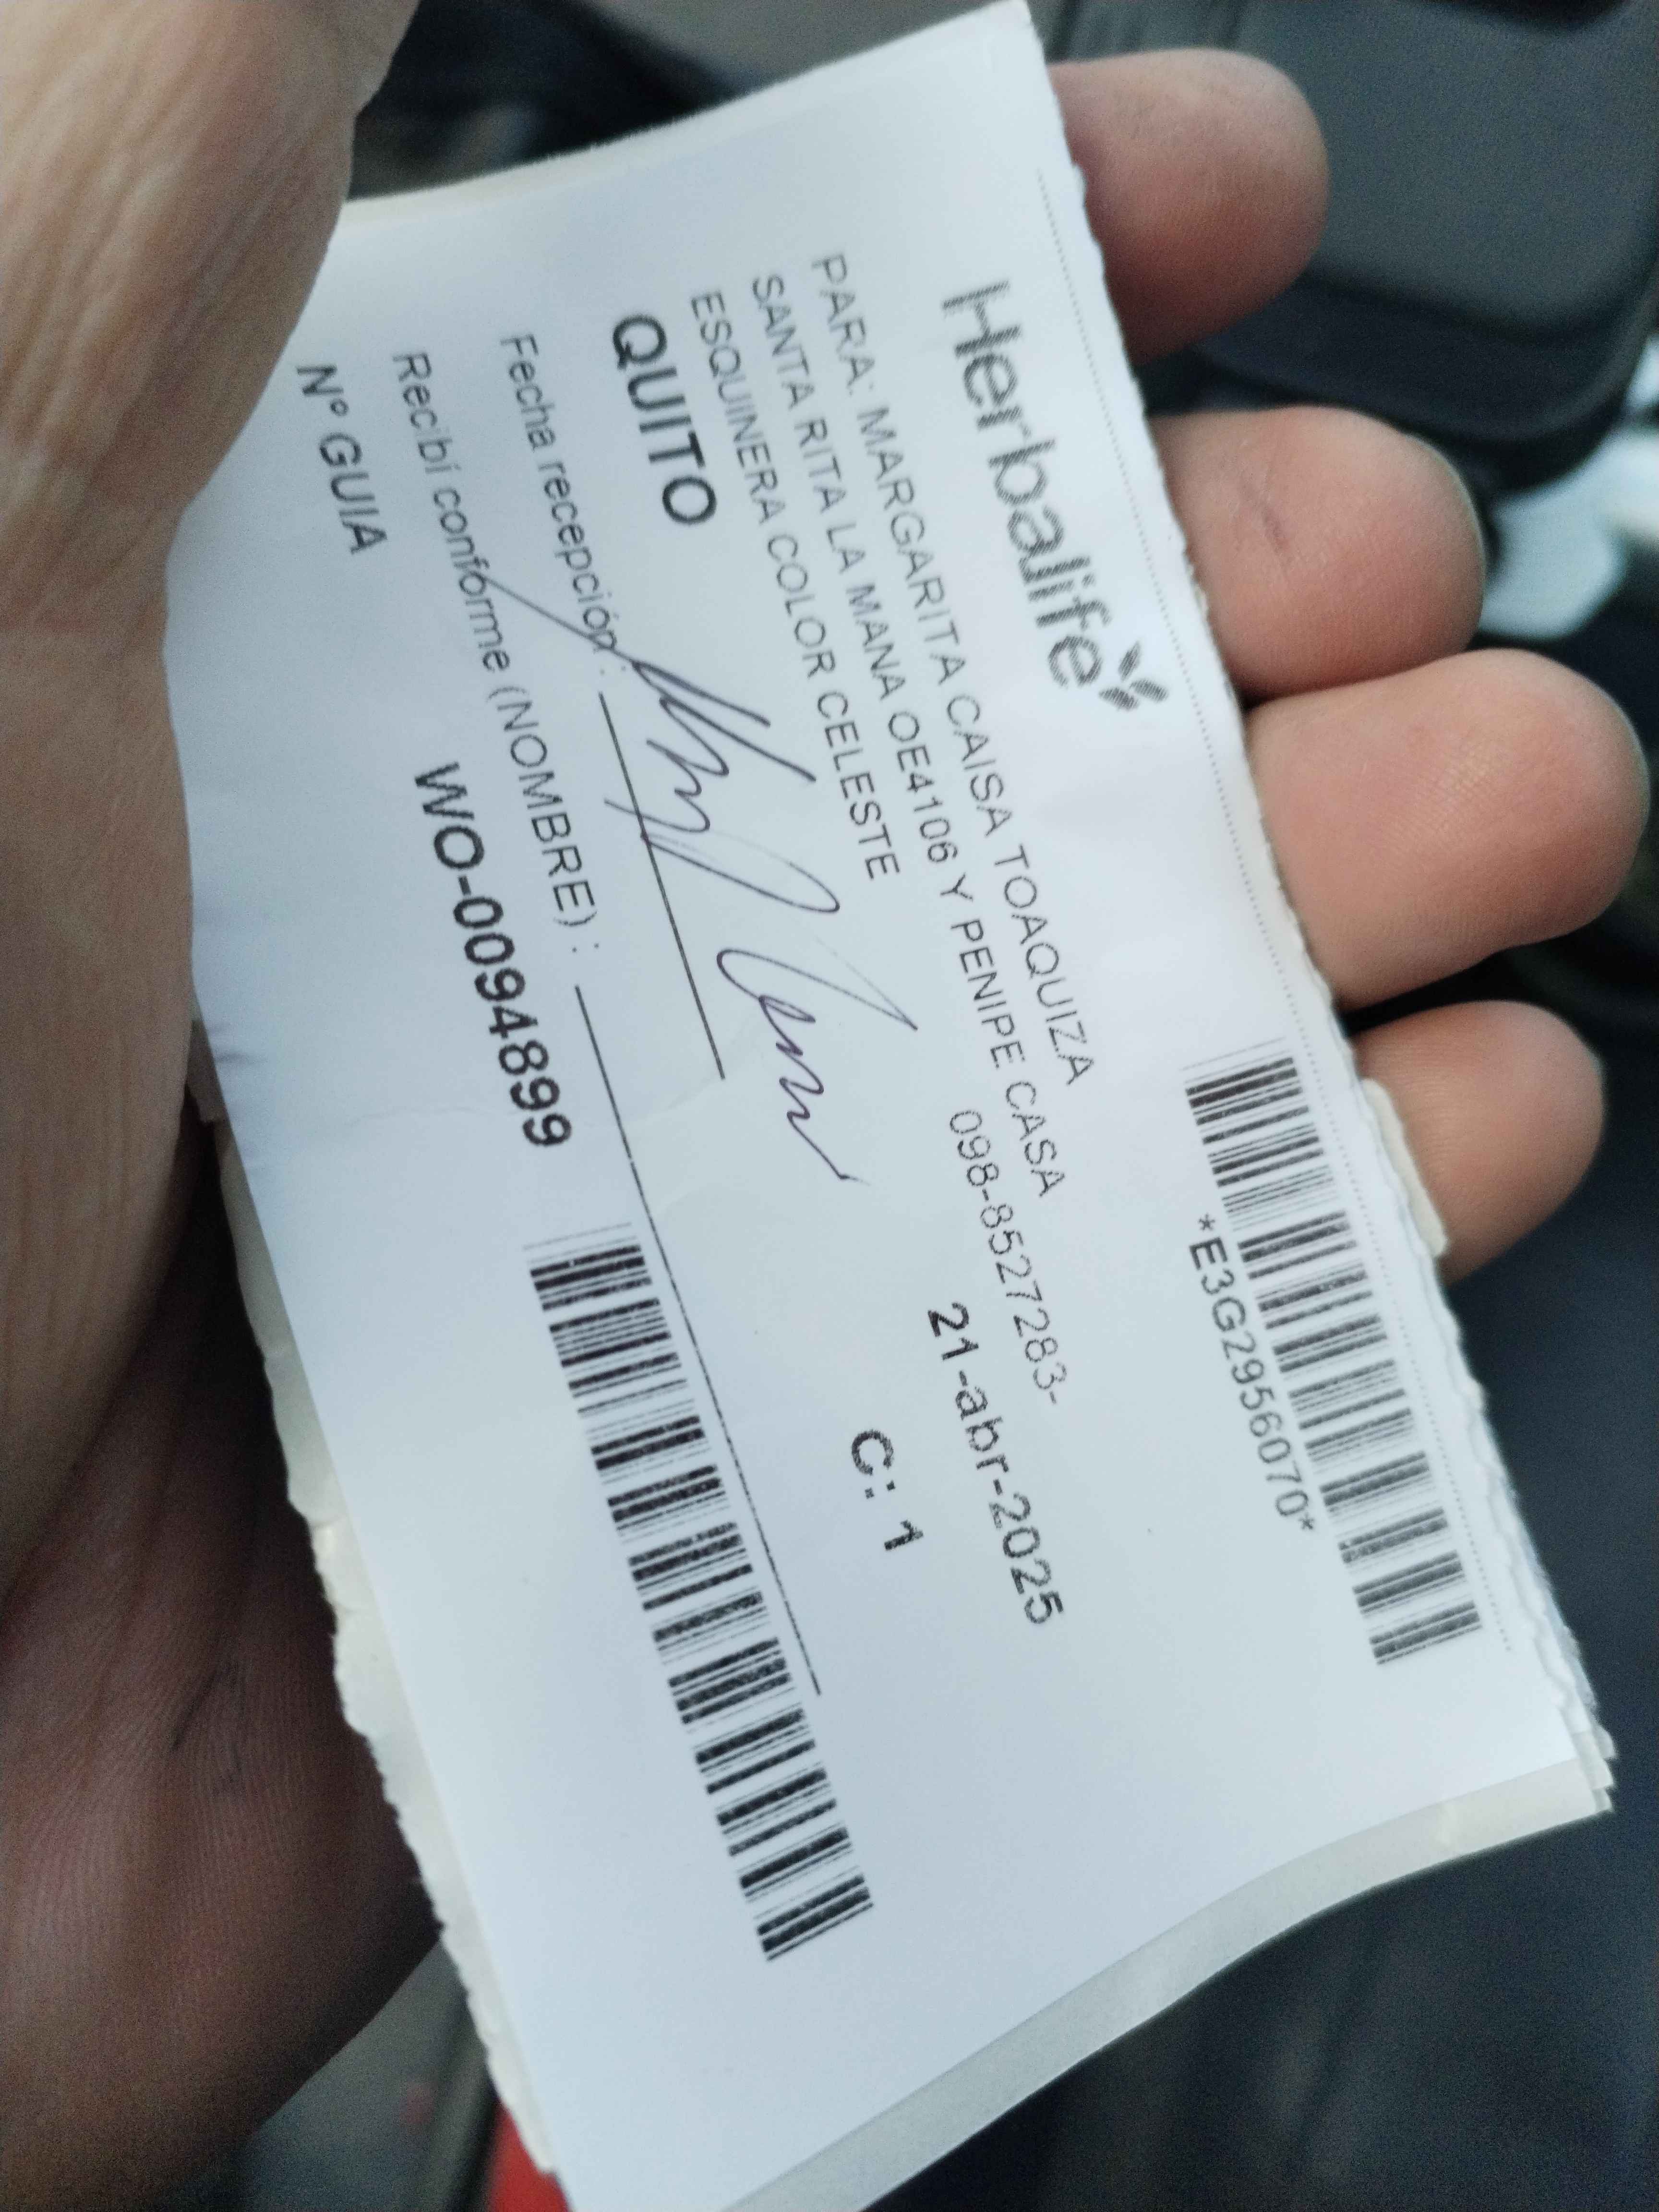 Herbalife
*E3G2956070*
PARA: MARGARITA CAISA TOAQUIZA
SANTA RITA LA MANA OE4106 Y PENIPE CASA
ESQUINERA COLOR CELESTE
098-8527283-
QUITO
21-abr-2025
Fecha recepción :
C: 1
Recibí conforme (NOMBRE) :
Nº GUIA
WO-0094899